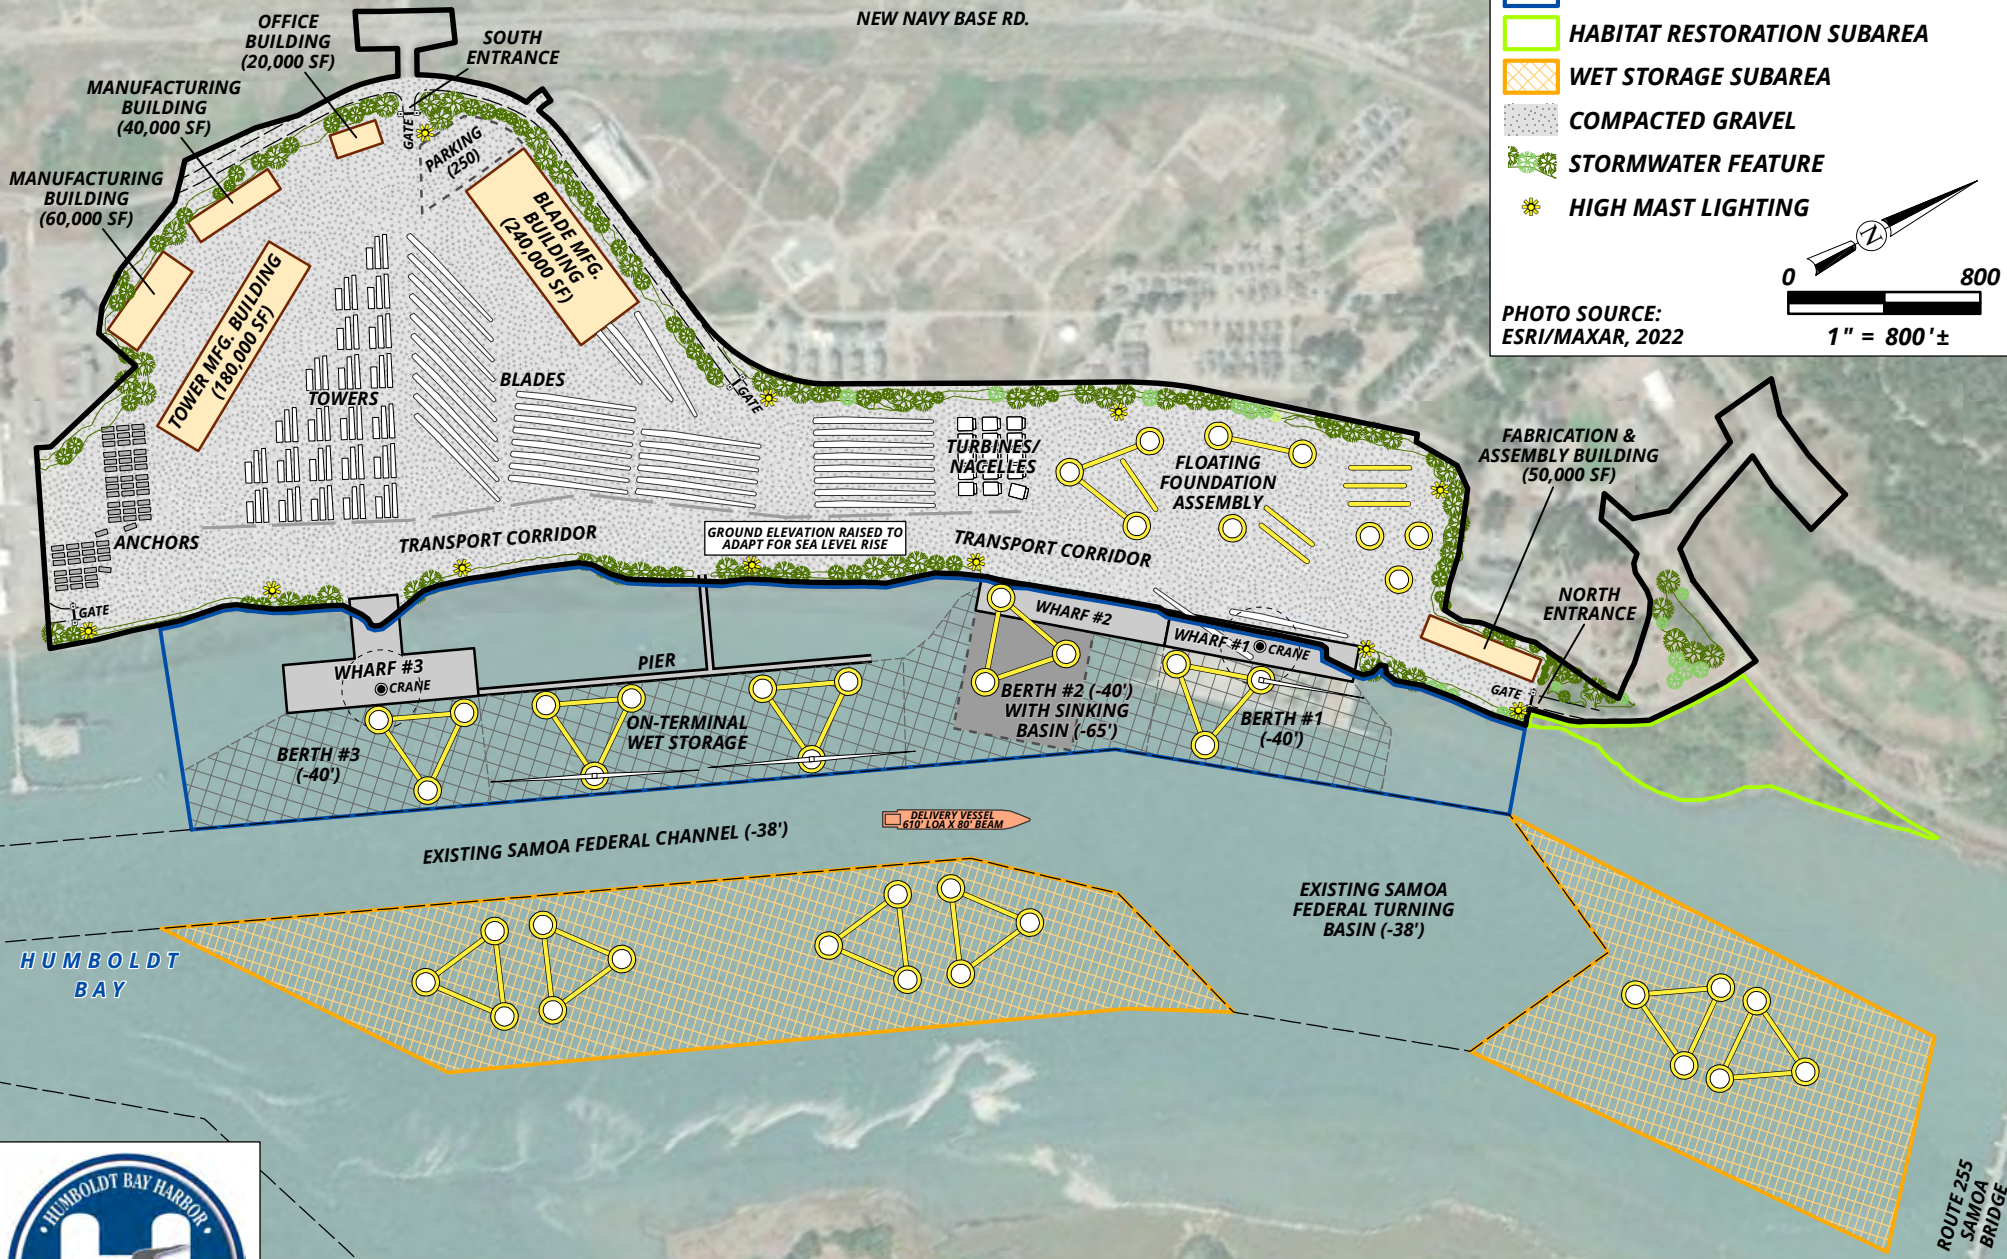 NEW NAVY BASE RD.
OFFICE
BUILDING
(20,000 SF)
SOUTH
ENTRANCE
MANUFACTURING
BUILDING
(40,000 SF)
MANUFACTURING
BUILDING
(60,000 SF)
GATE
PARKING
(250)
BLADE MFG.
BUILDING
(240,000 SF)
TOWER MFG. BUILDING
(180,000 SF)
TOWERS
BLADES
GATE
TURBINES/
NACELLES
FLOATING
FOUNDATION
ASSEMBLY
FABRICATION &
ASSEMBLY BUILDING
(50,000 SF)
ANCHORS
TRANSPORT CORRIDOR
GROUND ELEVATION RAISED TO
ADAPT FOR SEA LEVEL RISE
TRANSPORT CORRIDOR
GATE
NORTH
ENTRANCE
WHARF #2
WHARF #1
CRANE
WHARF #3
CRANE
PIER
GATE
BERTH #2 (-40')
WITH SINKING
BASIN (-65')
BERTH #1
(-40')
ON-TERMINAL
WET STORAGE
BERTH #3
(-40')
DELIVERY VESSEL
610' LOA X 80' BEAM
EXISTING SAMOA FEDERAL CHANNEL (-38')
EXISTING SAMOA
FEDERAL TURNING
BASIN (-38')
HUMBOLDT
BAY
ROUTE 255
SAMOA
BRIDGE
HABITAT RESTORATION SUBAREA
WET STORAGE SUBAREA
COMPACTED GRAVEL
STORMWATER FEATURE
HIGH MAST LIGHTING
N
0 800
1" = 800'±
PHOTO SOURCE:
ESRI/MAXAR, 2022
• HUMBOLDT BAY HARBOR •